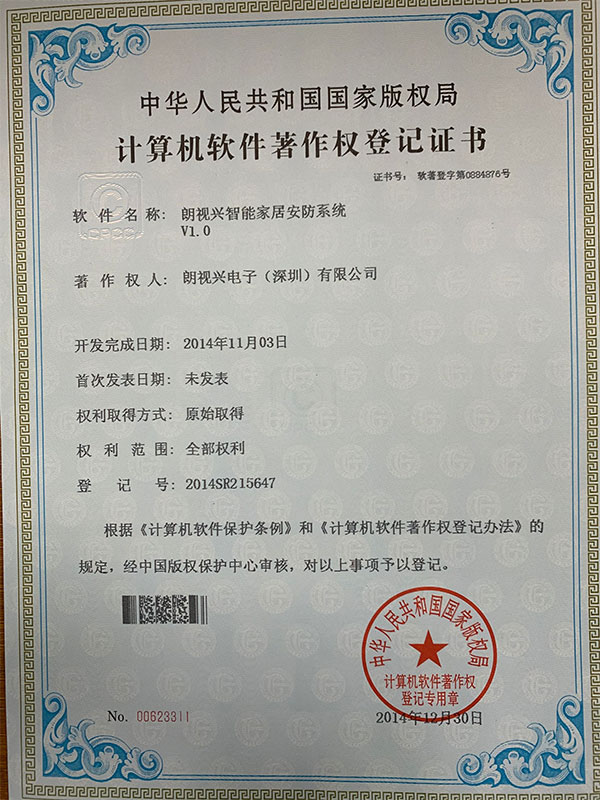 中华人民共和国国家版权局
计算机软件著作权登记证书
证书号： 软著登字第0884876号
软件名称： 朗视兴智能家居安防系统
V1.0
著作权人： 朗视兴电子（深圳）有限公司
开发完成日期： 2014年11月03日
首次发表日期： 未发表
权利取得方式： 原始取得
权利范围： 全部权利
登记号： 2014SR215647
根据《计算机软件保护条例》和《计算机软件著作权登记办法》的
规定，经中国版权保护中心审核，对以上事项予以登记。
中华人民共和国国家版权局
计算机软件著作权
登记专用章
No. 00623311
2014年12月30日
CPCC